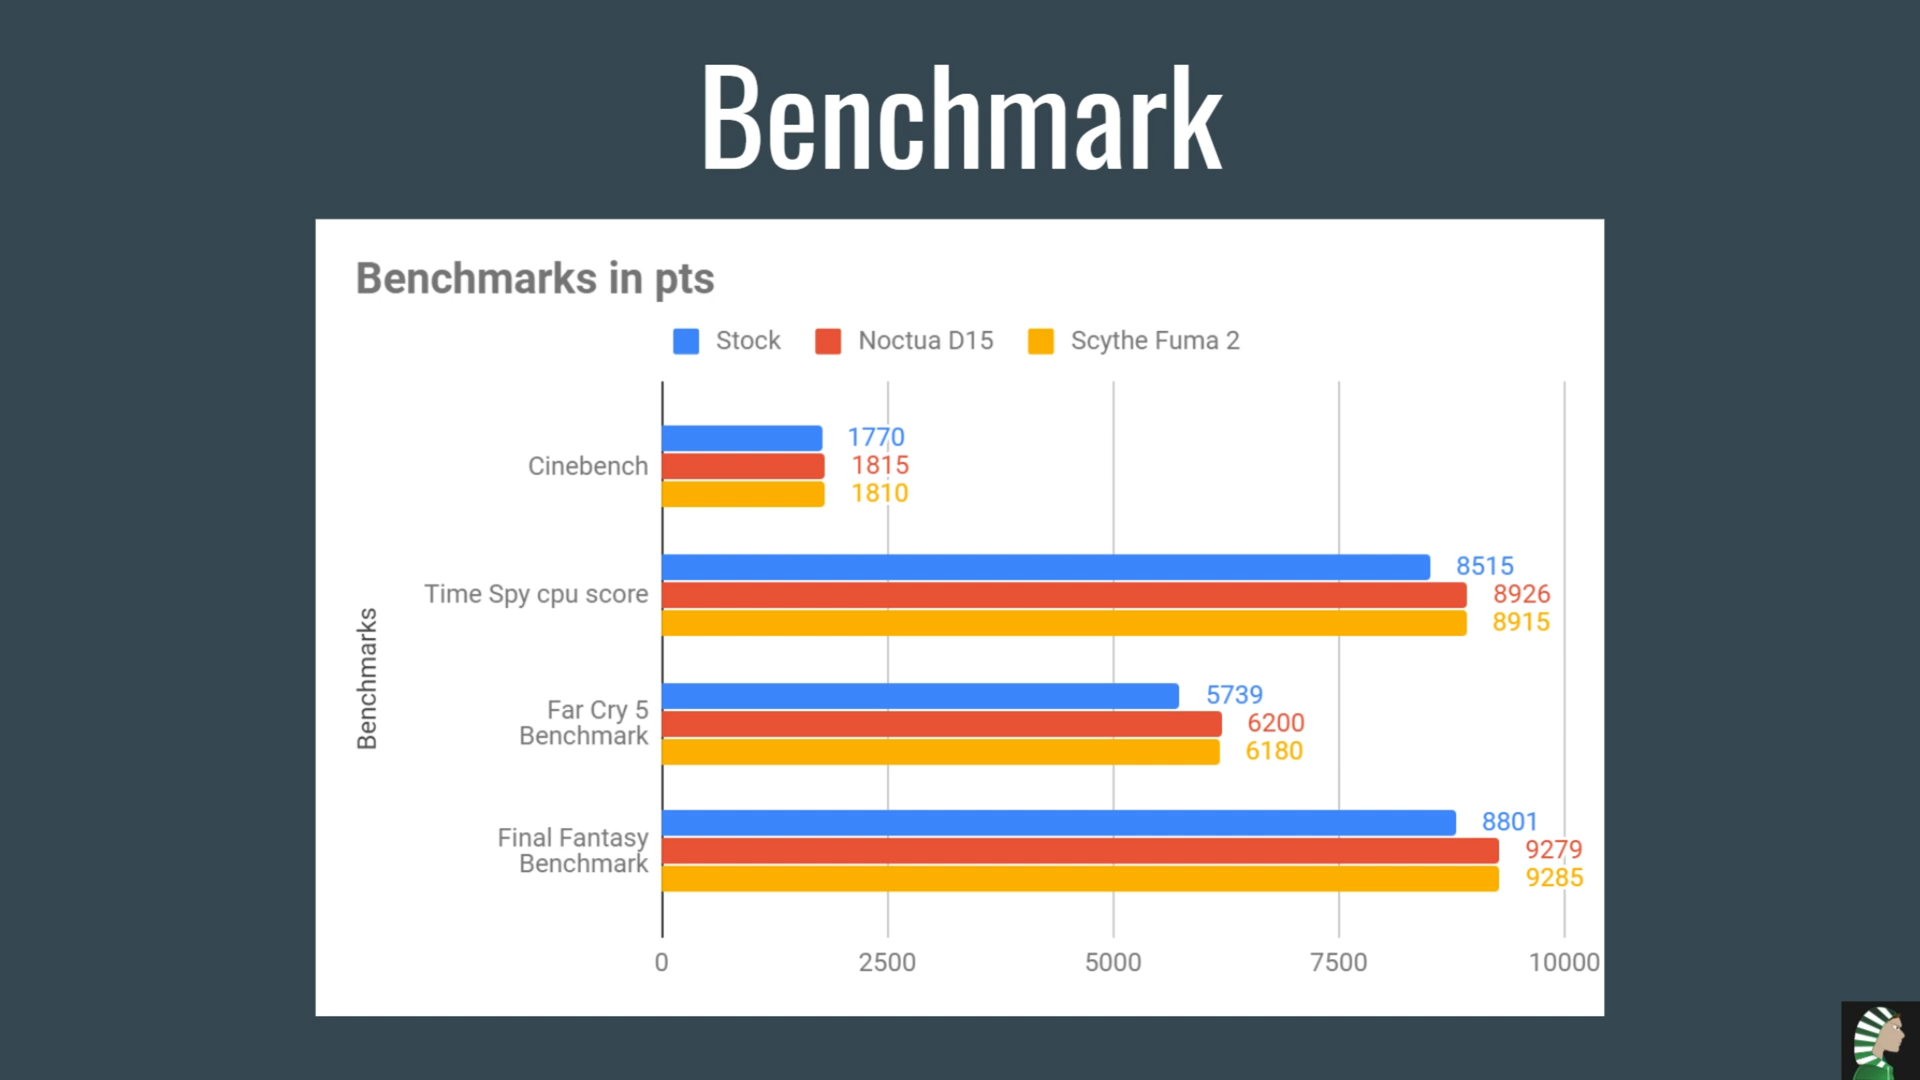 Benchmark
Benchmarks in pts
Stock Noctua D15 Scythe Fuma 2
Benchmarks
Cinebench
1770
1815
1810
Time Spy cpu score
8515
8926
8915
Far Cry 5
Benchmark
5739
6200
6180
Final Fantasy
Benchmark
8801
9279
9285
0 2500 5000 7500 10000